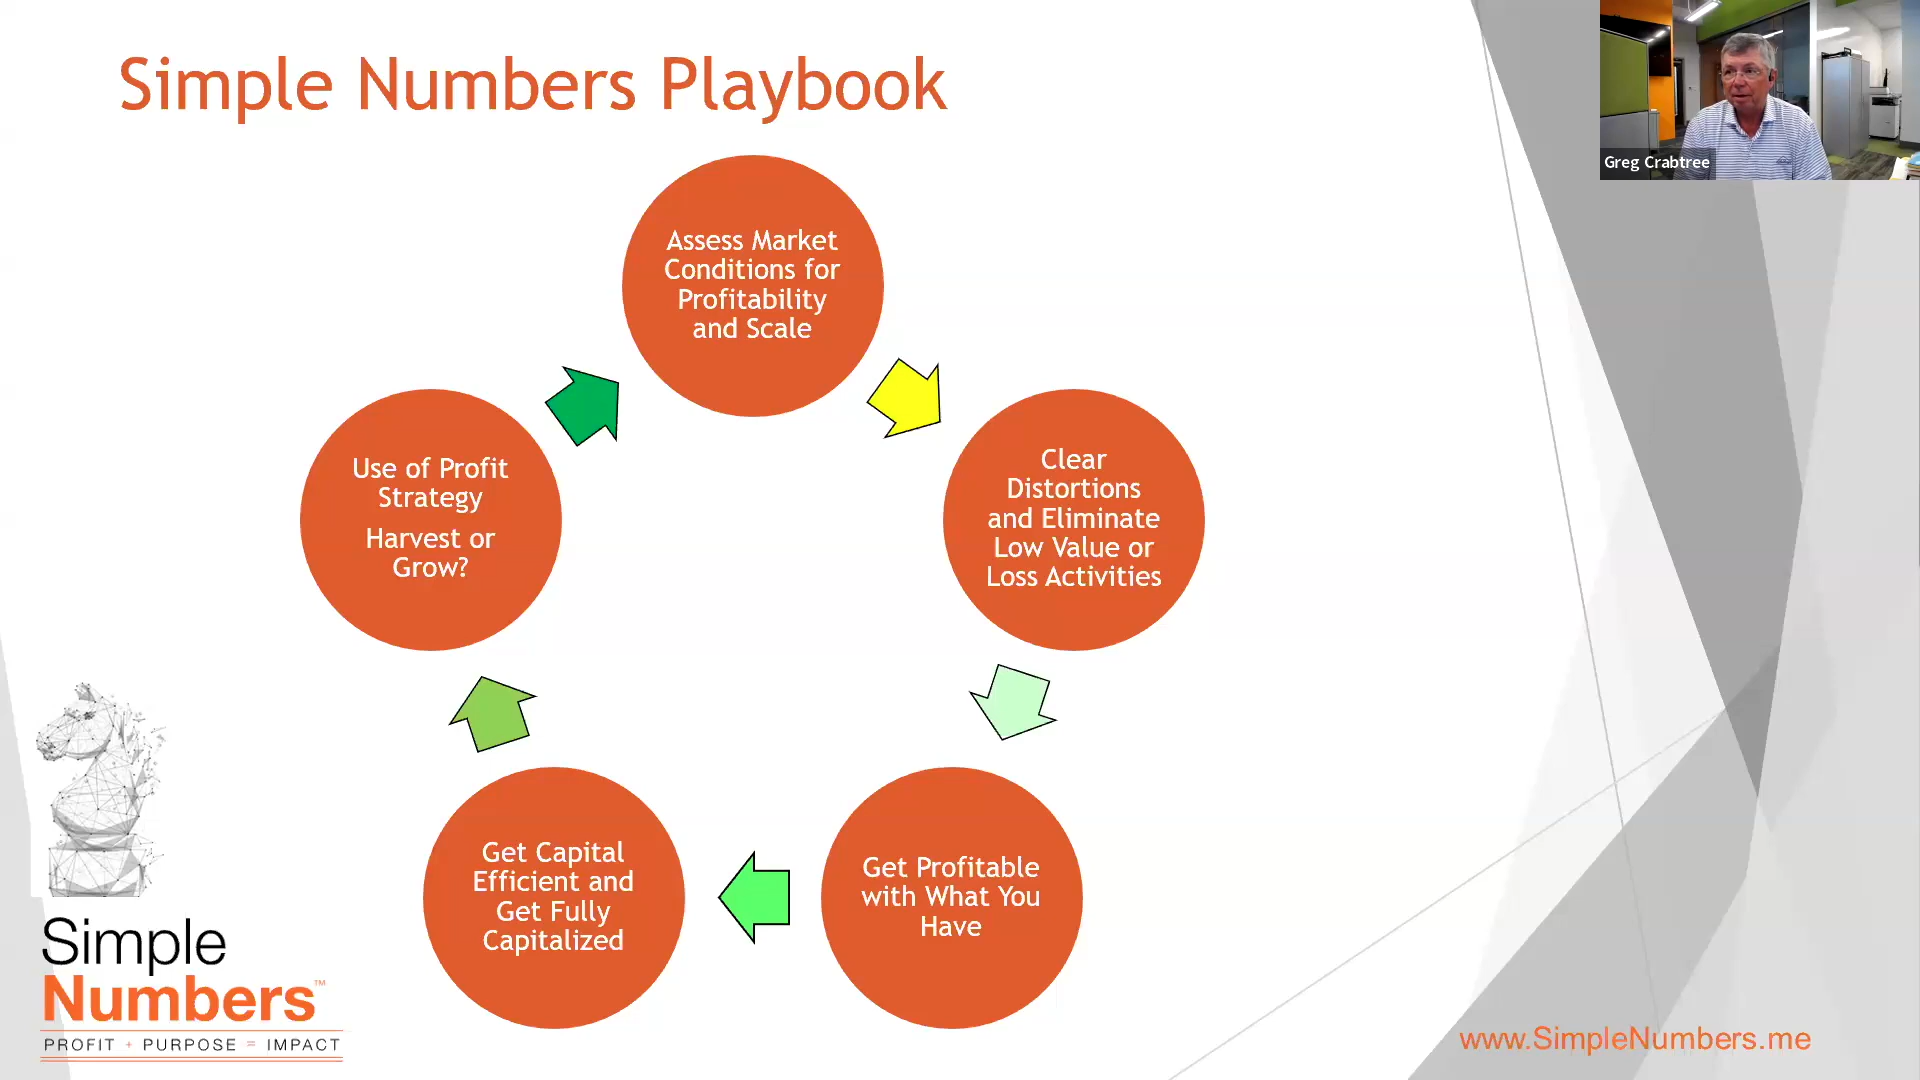 Simple Numbers Playbook
Greg Crabtree
Assess Market
Conditions for
Profitability
and Scale
Clear
Distortions
and Eliminate
Low Value or
Loss Activities
Get Profitable
with What You
Have
Get Capital
Efficient and
Get Fully
Capitalized
Use of Profit
Strategy
Harvest or
Grow?
Simple
Numbers™
PROFIT + PURPOSE = IMPACT
www.SimpleNumbers.me